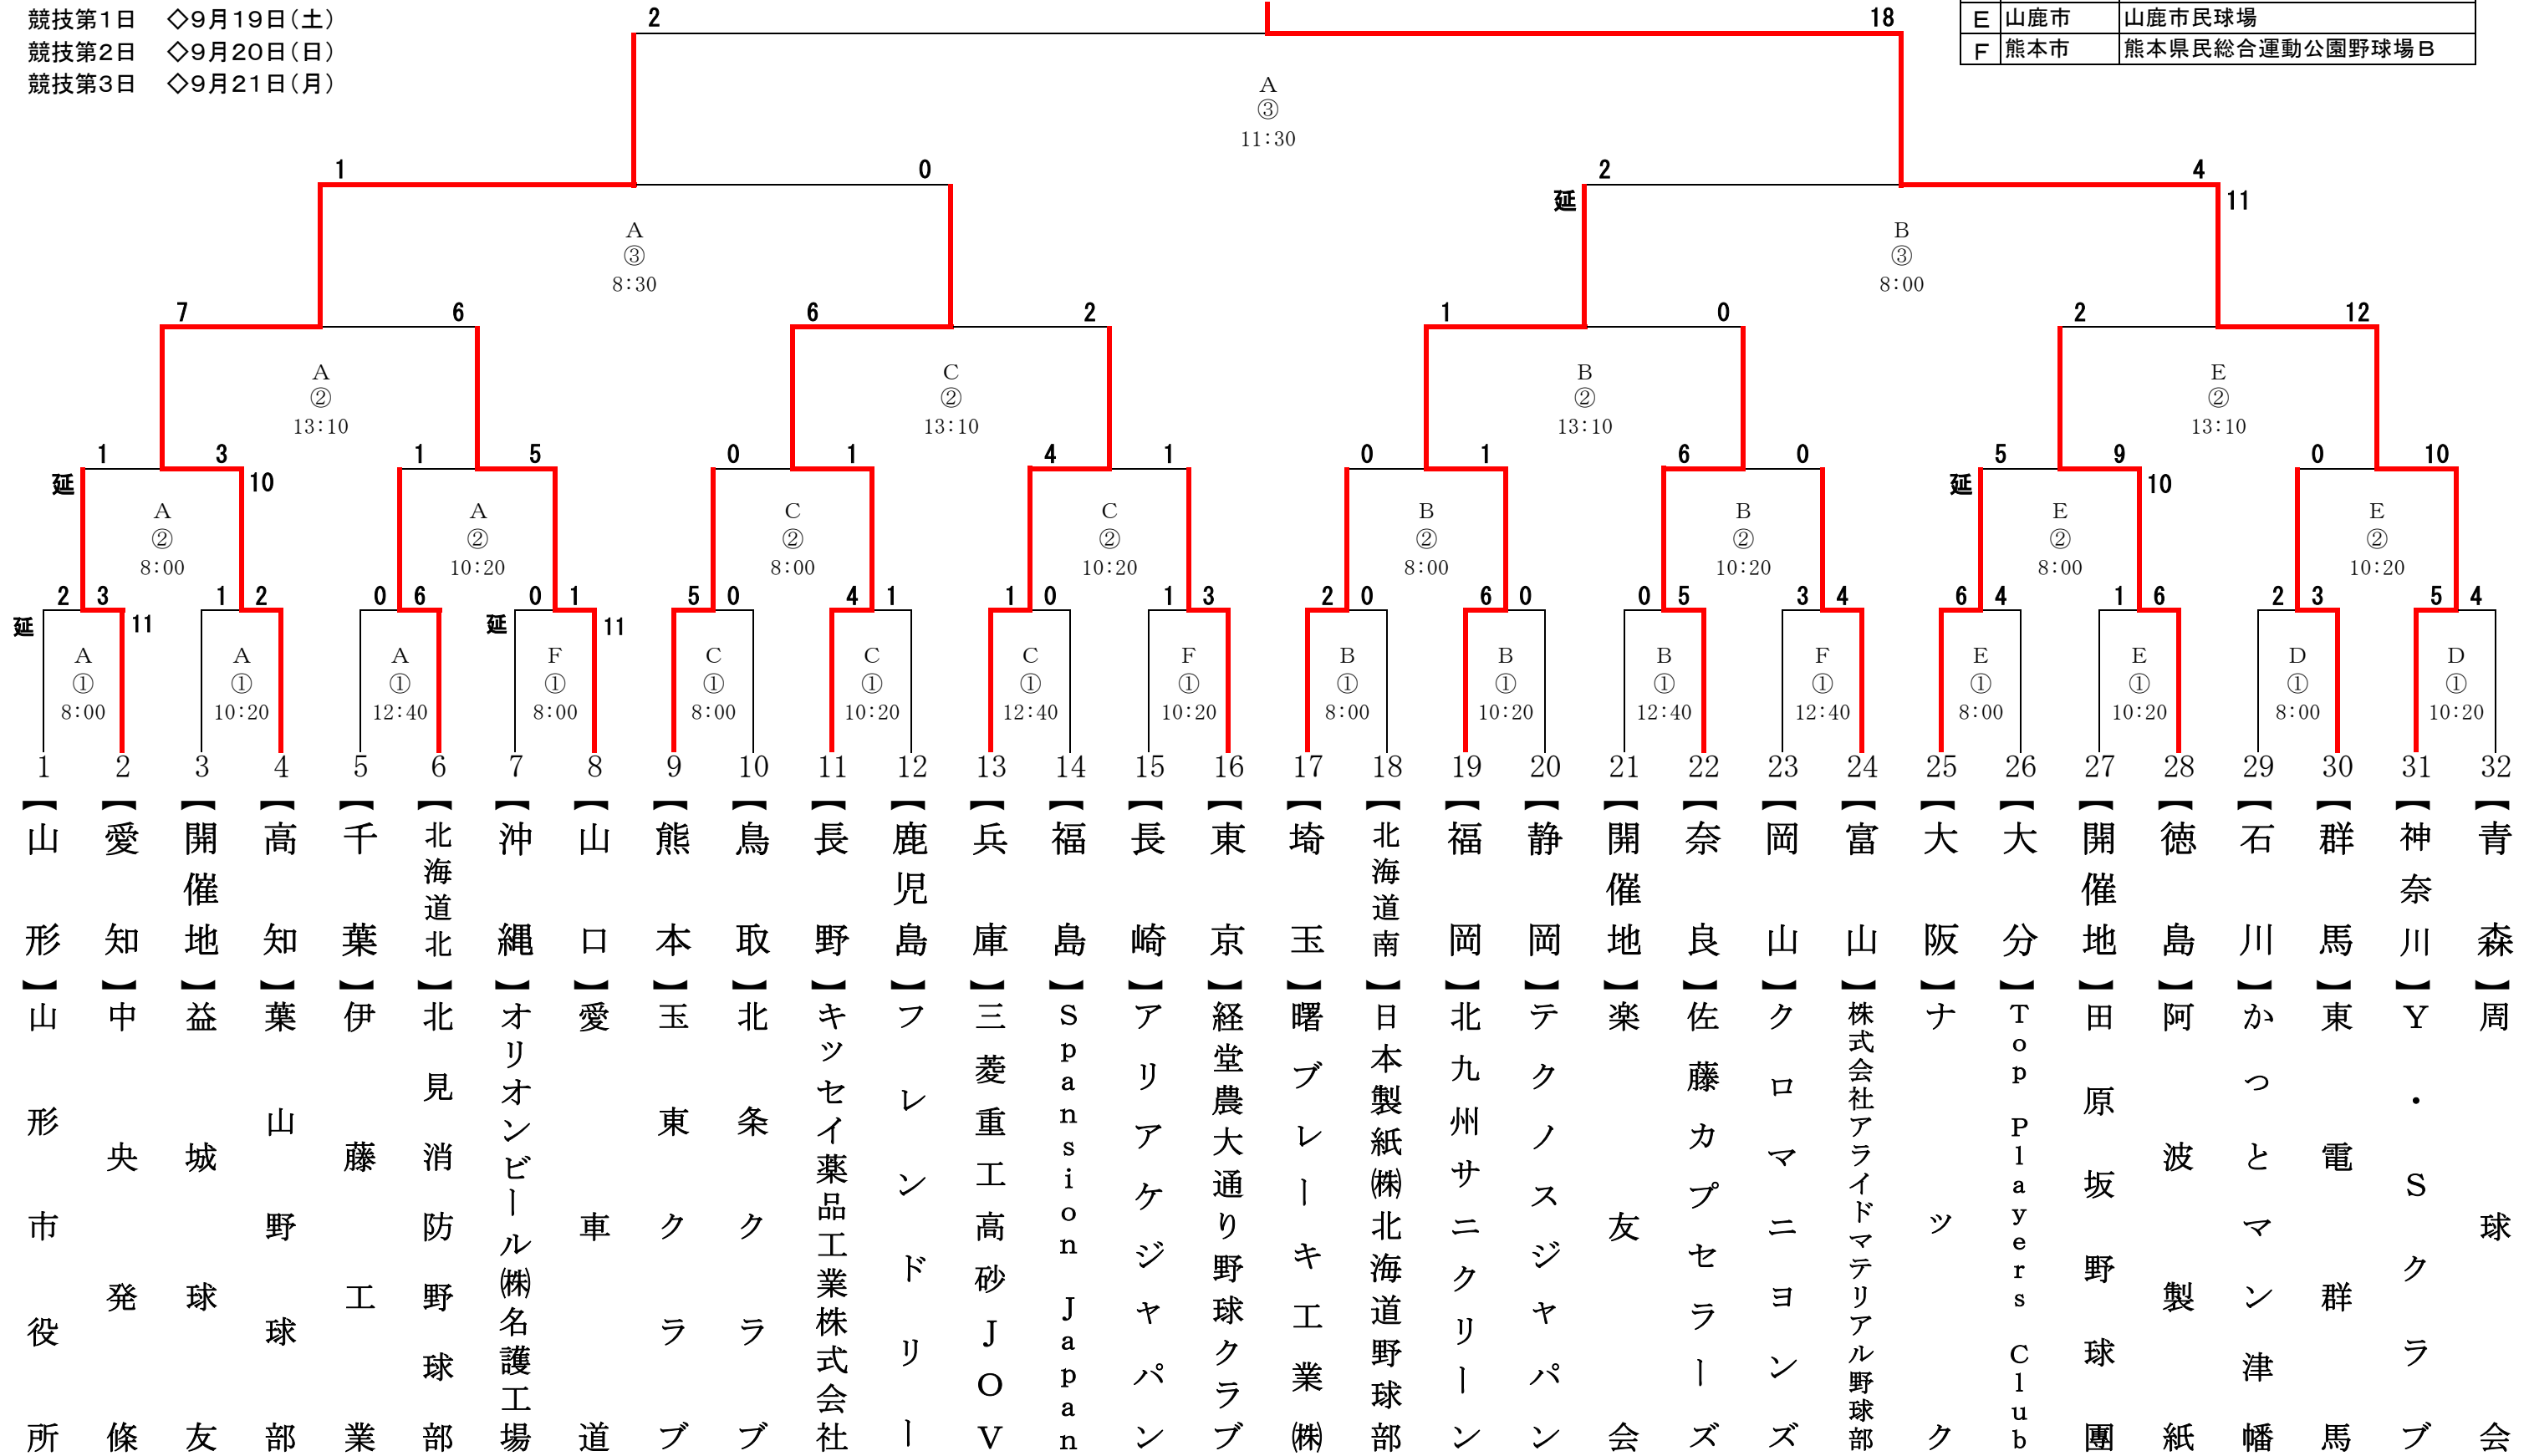 競技第1日　◇9月19日(土)
競技第2日　◇9月20日(日)
競技第3日　◇9月21日(月)
E 山鹿市 山鹿市民球場
F 熊本市 熊本県民総合運動公園野球場B
2 18
A
③
11:30
1 0 2 4
延 11
A B
③ ③
8:30 8:00
7 6 6 2 1 0 2 12
A C B E
② ② ② ②
13:10 13:10 13:10 13:10
1 3 1 5 0 1 4 1 0 1 6 0 5 9 0 10
延 10 延 10
A A C C B B E E
② ② ② ② ② ② ② ②
8:00 10:20 8:00 10:20 8:00 10:20 8:00 10:20
2 3 1 2 0 6 0 1 5 0 4 1 1 0 1 3 2 0 6 0 0 5 3 4 6 4 1 6 2 3 5 4
延 11 延 11
A A A F C C C F B B B F E E D D
① ① ① ① ① ① ① ① ① ① ① ① ① ① ① ①
8:00 10:20 12:40 8:00 8:00 10:20 12:40 10:20 8:00 10:20 12:40 12:40 8:00 10:20 8:00 10:20
1 2 3 4 5 6 7 8 9 10 11 12 13 14 15 16 17 18 19 20 21 22 23 24 25 26 27 28 29 30 31 32
【山形】山形市役所
【愛知】中央発條
【開催地】益城球友
【高知】葉山野球部
【千葉】伊藤工業
【北海道北】北見消防野球部
【沖縄】オリオンビール㈱名護工場
【山口】愛車道
【熊本】玉東クラブ
【鳥取】北条クラブ
【長野】キッセイ薬品工業株式会社
【鹿児島】フレンドリー
【兵庫】三菱重工高砂JOV
【福島】Spansion Japan
【長崎】アリアケジャパン
【東京】経堂農大通り野球クラブ
【埼玉】曙ブレーキ工業㈱
【北海道南】日本製紙㈱北海道野球部
【福岡】北九州サニクリーン
【静岡】テクノスジャパン
【開催地】楽友会
【奈良】佐藤カプセラーズ
【岡山】クロマニヨンズ
【富山】株式会社アライドマテリアル野球部
【大阪】ナック
【大分】Top Players Club
【開催地】田原坂野球團
【徳島】阿波製紙
【石川】かっとマン津幡
【群馬】東電群馬
【神奈川】Y・Sクラブ
【青森】周球会